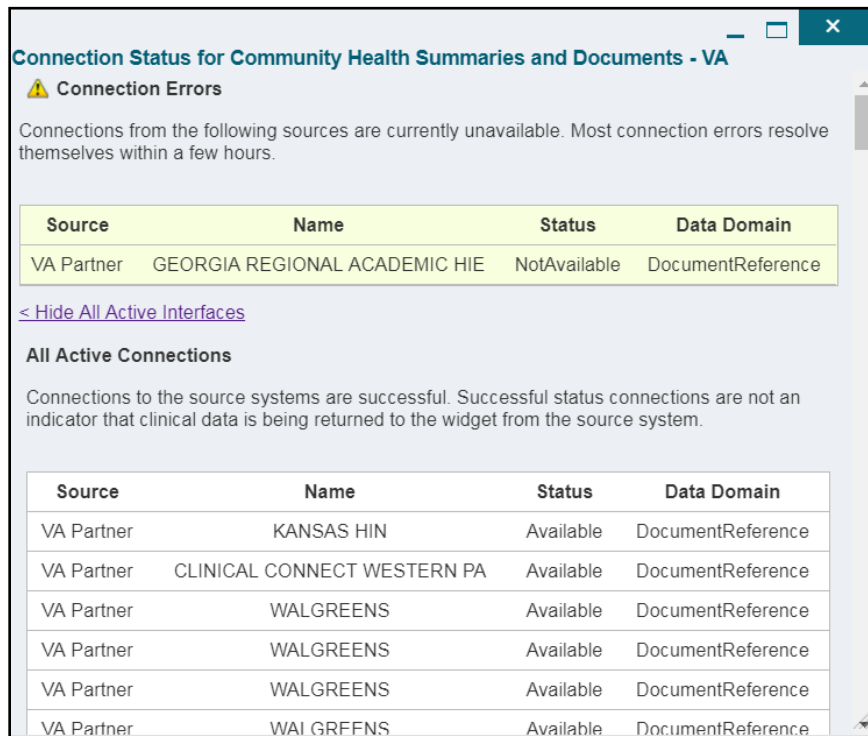 Connection Status for Community Health Summaries and Documents - VA
Connection Errors
Connections from the following sources are currently unavailable. Most connection errors resolve
themselves within a few hours.
Source Name Status Data Domain
VA Partner GEORGIA REGIONAL ACADEMIC HIE NotAvailable DocumentReference
< Hide All Active Interfaces
All Active Connections
Connections to the source systems are successful. Successful status connections are not an
indicator that clinical data is being returned to the widget from the source system.
Source Name Status Data Domain
VA Partner KANSAS HIN Available DocumentReference
VA Partner CLINICAL CONNECT WESTERN PA Available DocumentReference
VA Partner WALGREENS Available DocumentReference
VA Partner WALGREENS Available DocumentReference
VA Partner WALGREENS Available DocumentReference
VA Partner WALGREENS Available DocumentReference